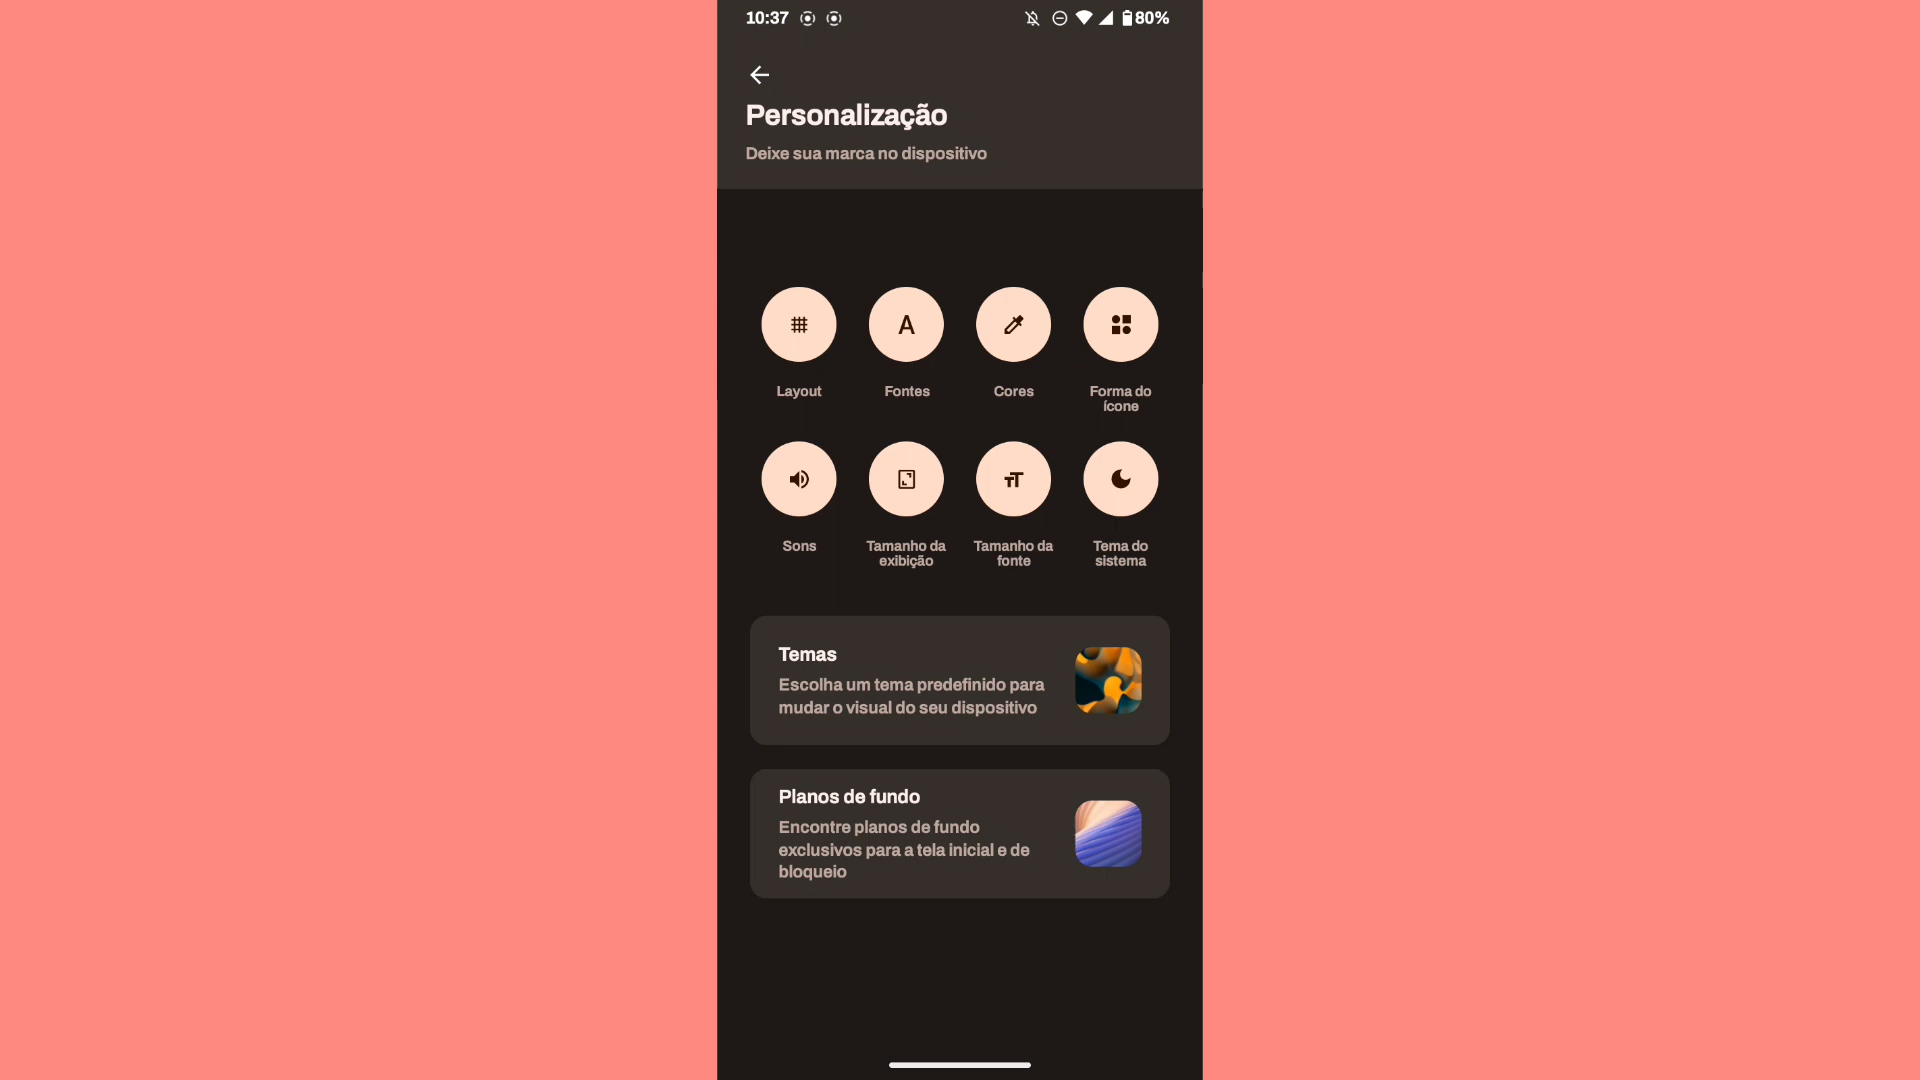 10:37
80%
Personalização
Deixe sua marca no dispositivo
Layout
Fontes
Cores
Forma do
ícone
Sons
Tamanho da
exibição
Tamanho da
fonte
Tema do
sistema
Temas
Escolha um tema predefinido para
mudar o visual do seu dispositivo
Planos de fundo
Encontre planos de fundo
exclusivos para a tela inicial e de
bloqueio